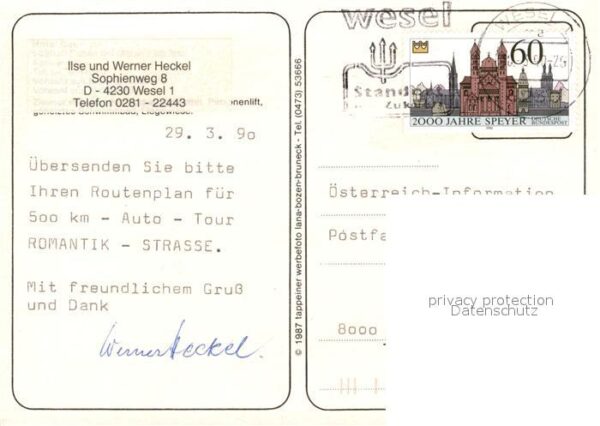 Ilse und Werner Heckel
Sophienweg 8
D - 4230 Wesel 1
Telefon 0281 - 22443
29. 3. 90
Übersenden Sie bitte
Ihren Routenplan für
500 km - Auto - Tour
ROMANTIK - STRASSE.
Mit freundlichem Gruß
und Dank
Werner Heckel.
© 1987 tappeiner werbefoto lana-bozen-bruneck - Tel. (0473) 53666
wesel
WESEL 1
60
2000 JAHRE SPEYER
DEUTSCHE BUNDESPOST
Österreich-Information
Postfa
8000
privacy protection
Datenschutz